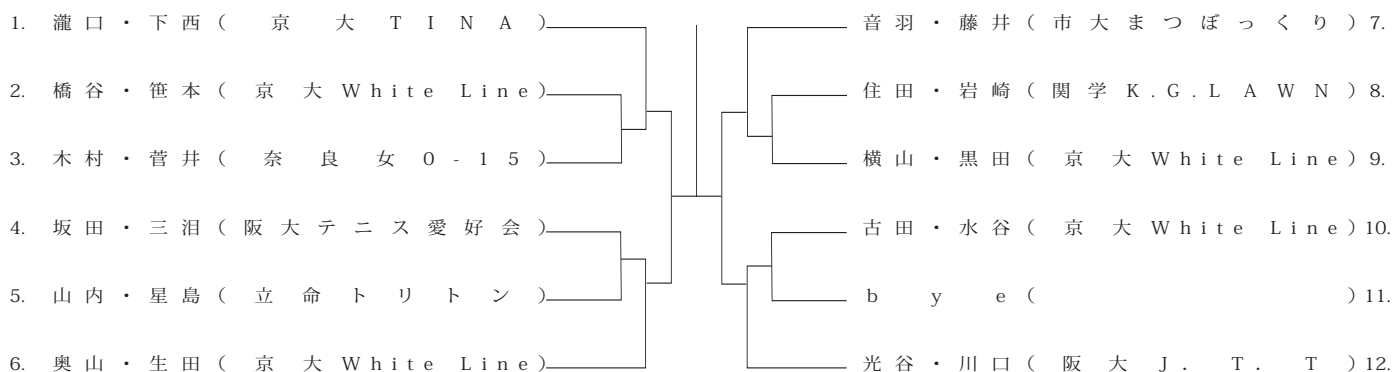 1. 瀧口・下西(京大TINA)
2. 橋谷・笹本(京大White Line)
3. 木村・菅井(奈良女0-15)
4. 坂田・三泪(阪大テニス愛好会)
5. 山内・星島(立命トリトン)
6. 奥山・生田(京大White Line)
音羽・藤井(市大まつぼっくり)7.
住田・岩崎(関学K.G.LAWN)8.
横山・黒田(京大White Line)9.
古田・水谷(京大White Line)10.
bye()11.
光谷・川口(阪大J.T.T)12.